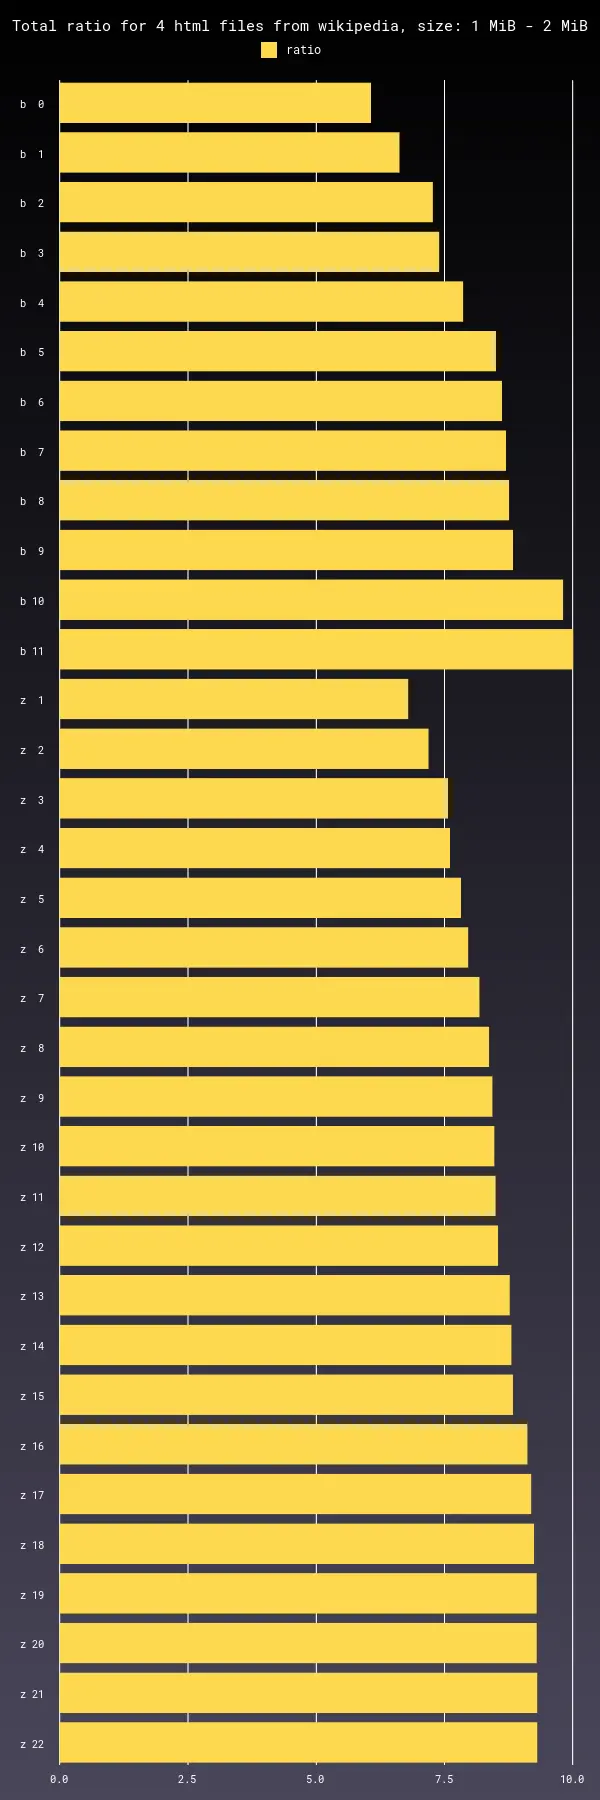 Total ratio for 4 html files from wikipedia, size: 1 MiB - 2 MiB
ratio
b 0
b 1
b 2
b 3
b 4
b 5
b 6
b 7
b 8
b 9
b 10
b 11
z 1
z 2
z 3
z 4
z 5
z 6
z 7
z 8
z 9
z 10
z 11
z 12
z 13
z 14
z 15
z 16
z 17
z 18
z 19
z 20
z 21
z 22
0.0 2.5 5.0 7.5 10.0